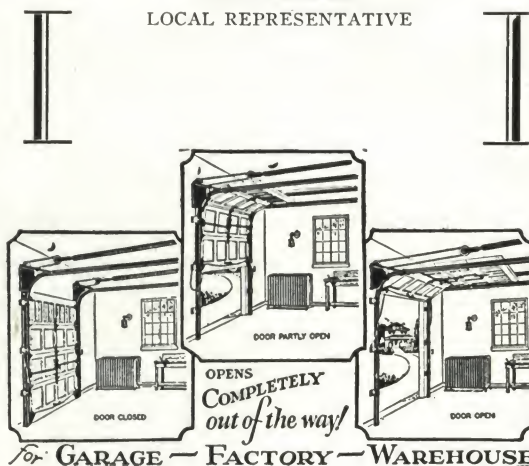 LOCAL REPRESENTATIVE
DOOR PARTLY OPEN
DOOR CLOSED
OPENS
COMPLETELY
out of the way!
DOOR OPEN
for GARAGE — FACTORY — WAREHOUSE